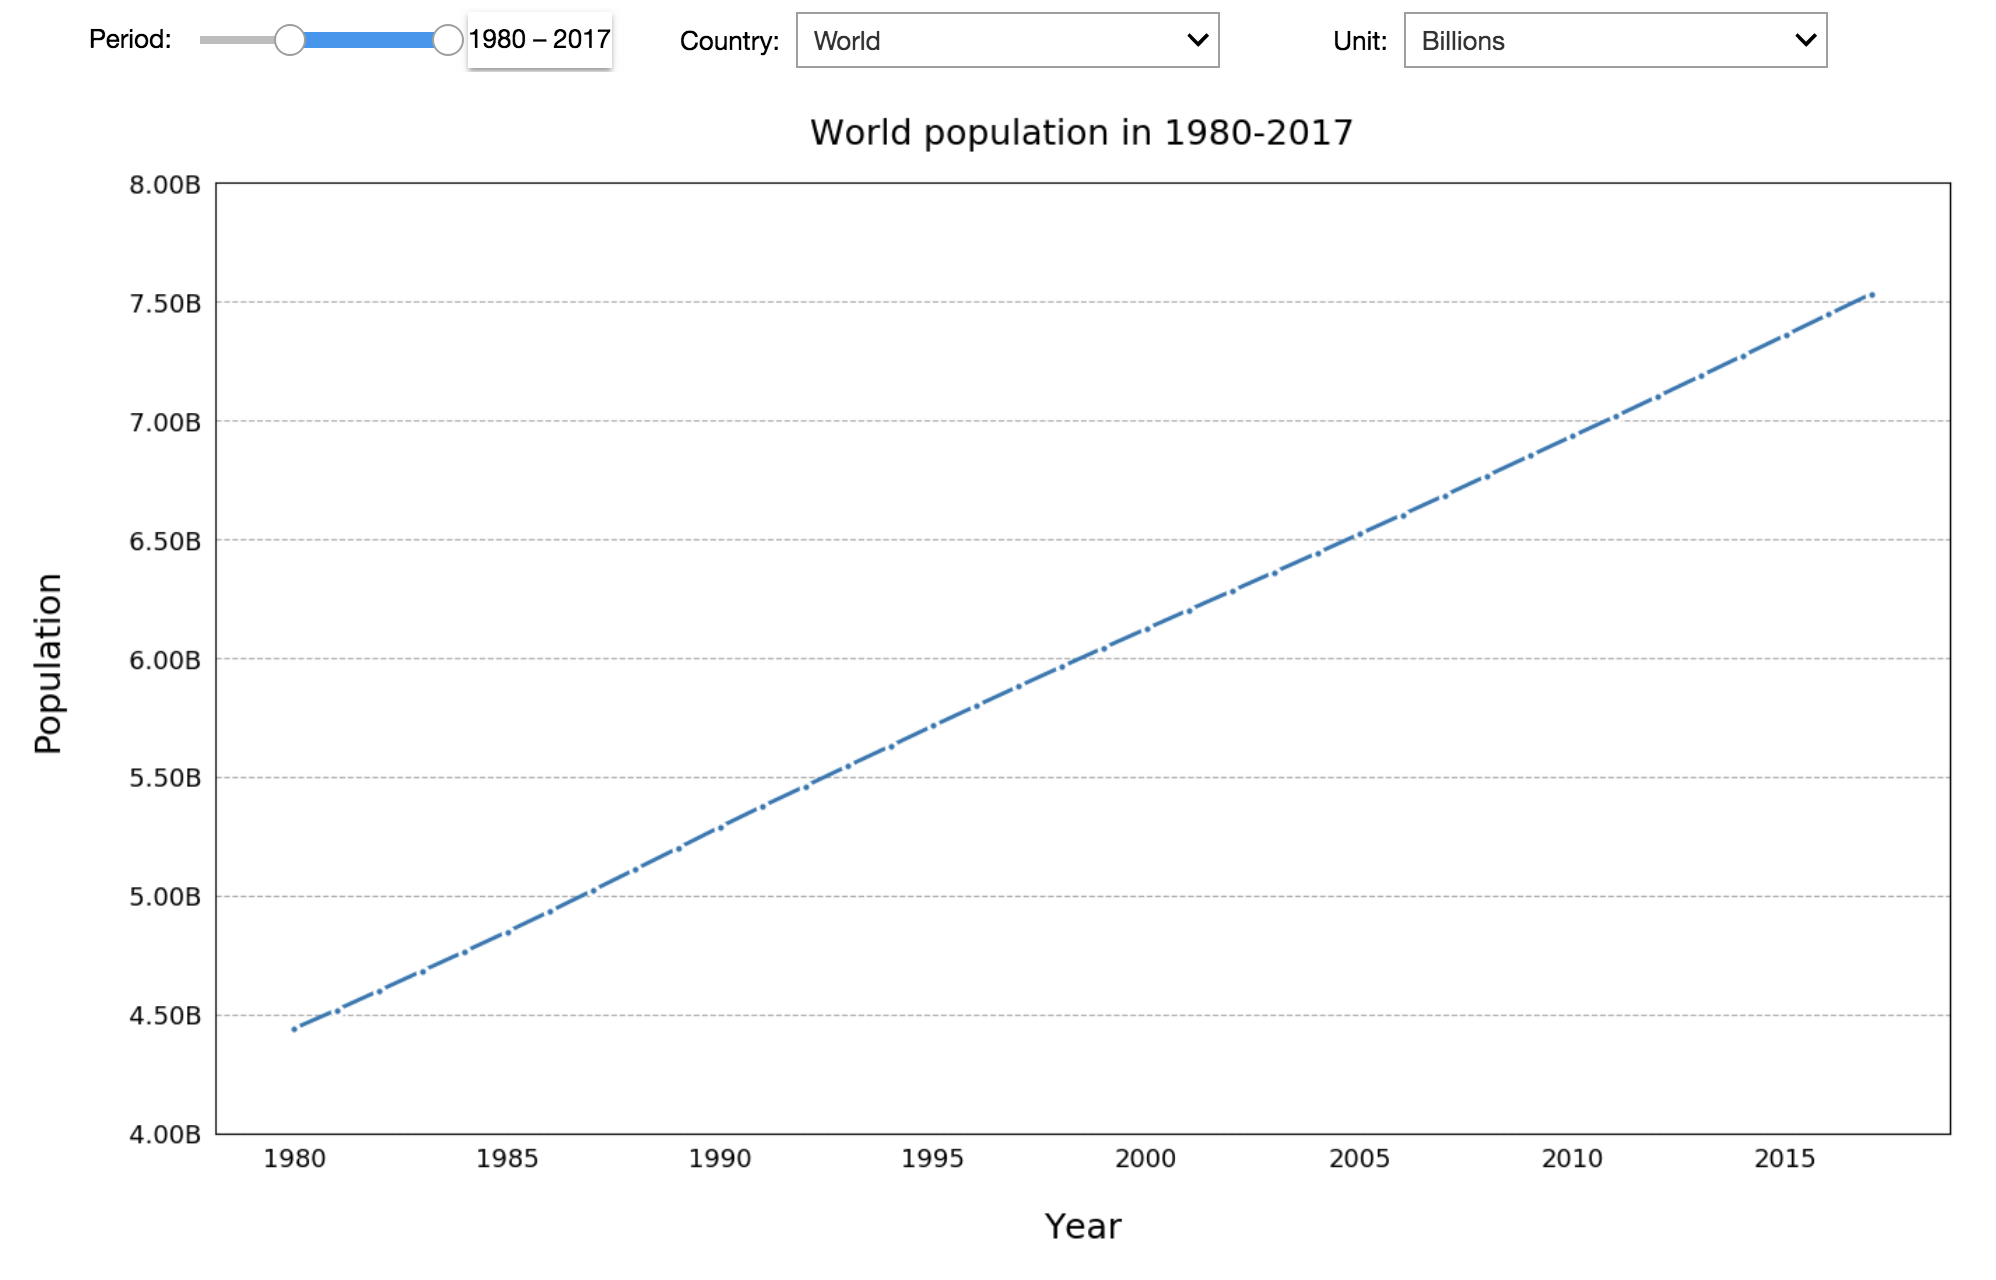 Period: 1980 – 2017 Country: World Unit: Billions
World population in 1980-2017
8.00B
7.50B
7.00B
6.50B
6.00B
5.50B
5.00B
4.50B
4.00B
Population
1980 1985 1990 1995 2000 2005 2010 2015
Year